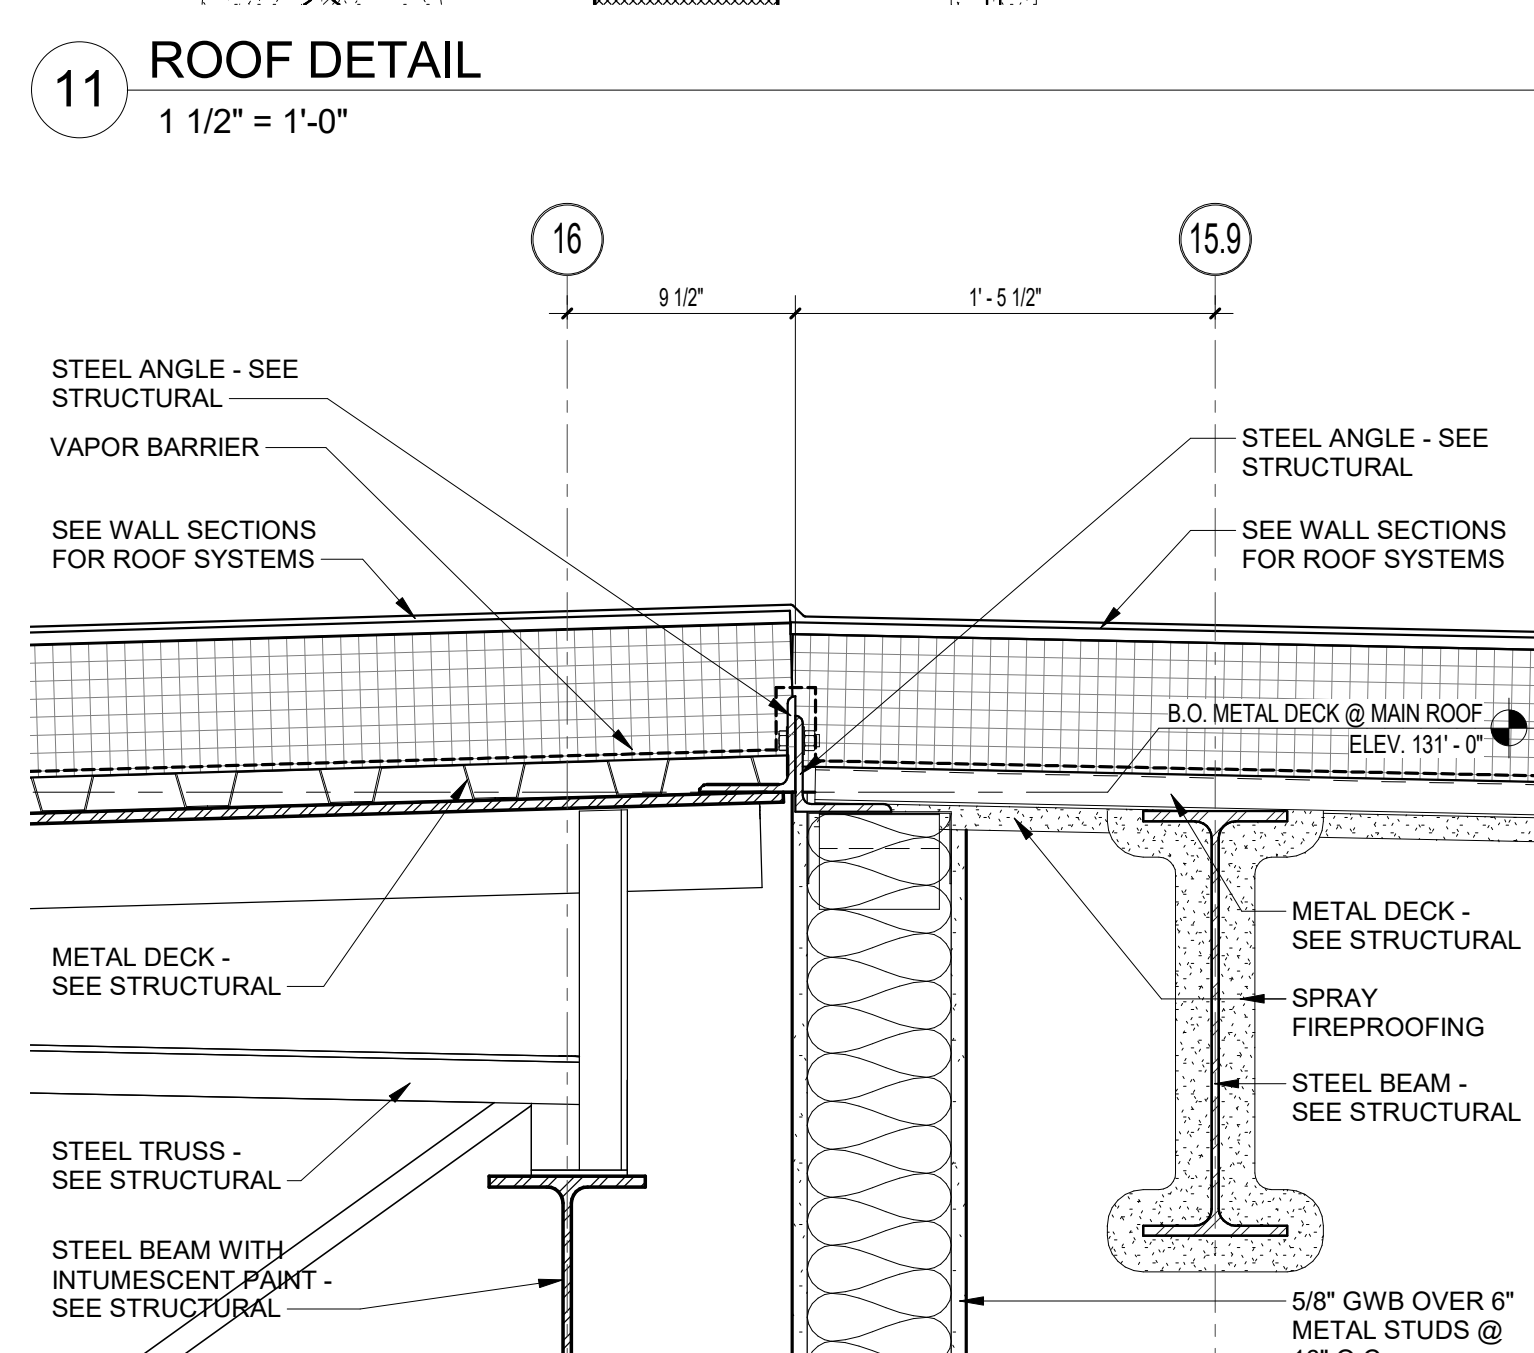 11
ROOF DETAIL
1 1/2" = 1'-0"
16
15.9
9 1/2"
1' - 5 1/2"
STEEL ANGLE - SEE
STRUCTURAL
VAPOR BARRIER
SEE WALL SECTIONS
FOR ROOF SYSTEMS
STEEL ANGLE - SEE
STRUCTURAL
SEE WALL SECTIONS
FOR ROOF SYSTEMS
B.O. METAL DECK @ MAIN ROOF
ELEV. 131' - 0"
METAL DECK -
SEE STRUCTURAL
STEEL TRUSS -
SEE STRUCTURAL
STEEL BEAM WITH
INTUMESCENT PAINT -
SEE STRUCTURAL
METAL DECK -
SEE STRUCTURAL
SPRAY
FIREPROOFING
STEEL BEAM -
SEE STRUCTURAL
5/8" GWB OVER 6"
METAL STUDS @